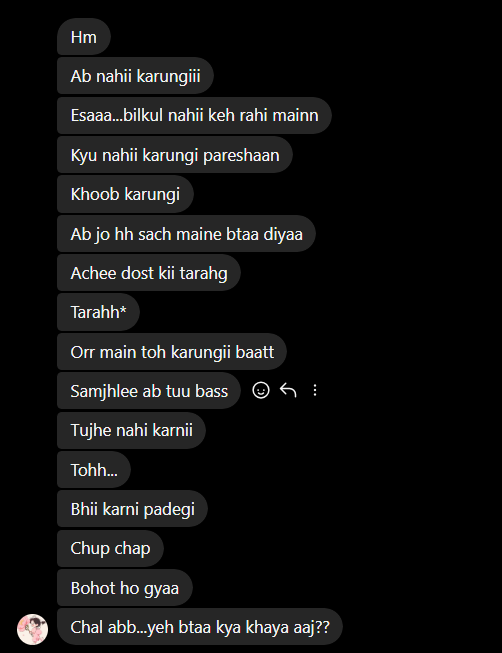 Hm
Ab nahii karungiii
Esaaa...bilkul nahii keh rahi mainn
Kyu nahii karungi pareshaan
Khoob karungi
Ab jo hh sach maine btaa diyaa
Achee dost kii tarahg
Tarahh*
Orr main toh karungii baatt
Samjhlee ab tuu bass
Tujhe nahi karnii
Tohh...
Bhii karni padegi
Chup chap
Bohot ho gyaa
Chal abb...yeh btaa kya khaya aaj??